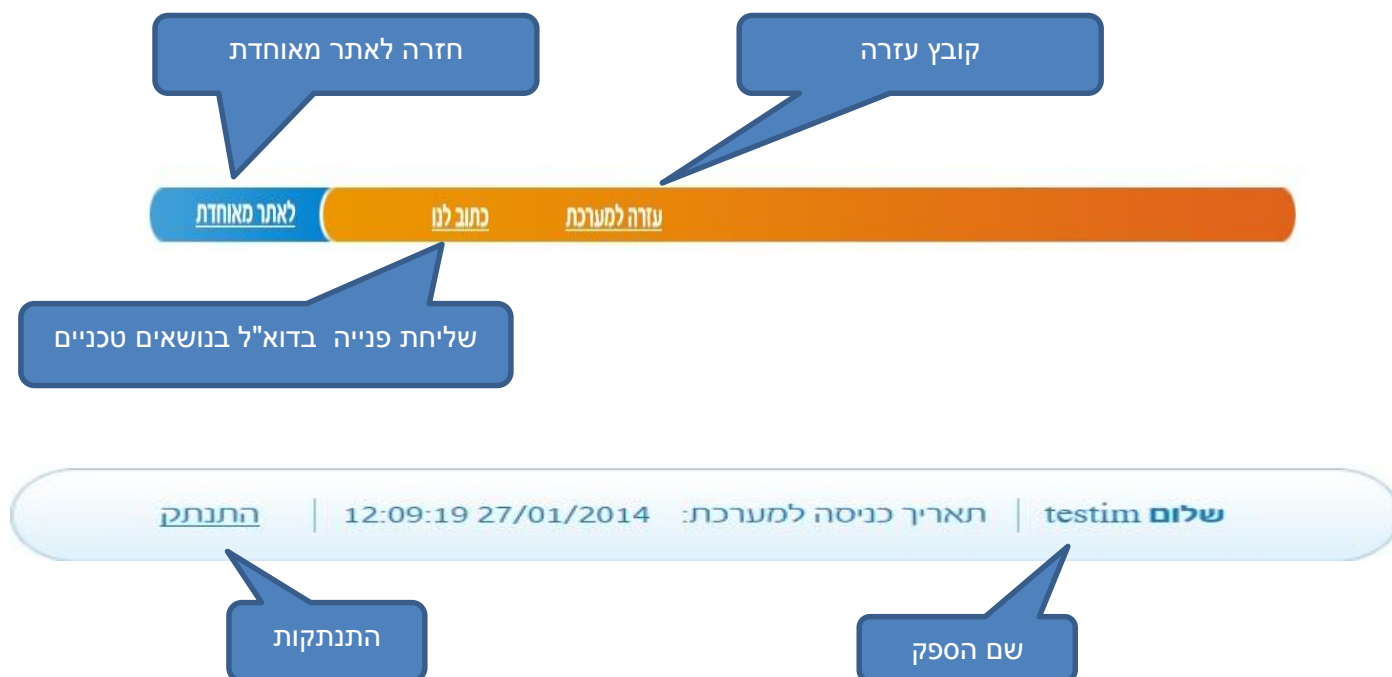 קובץ עזרה
חזרה לאתר מאוחדת
עזרה למערכת
כתוב לנו
לאתר מאוחדת
שליחת פנייה בדוא"ל בנושאים טכניים
שלום testim | תאריך כניסה למערכת: 27/01/2014 12:09:19 | התנתק
שם הספק
התנתקות